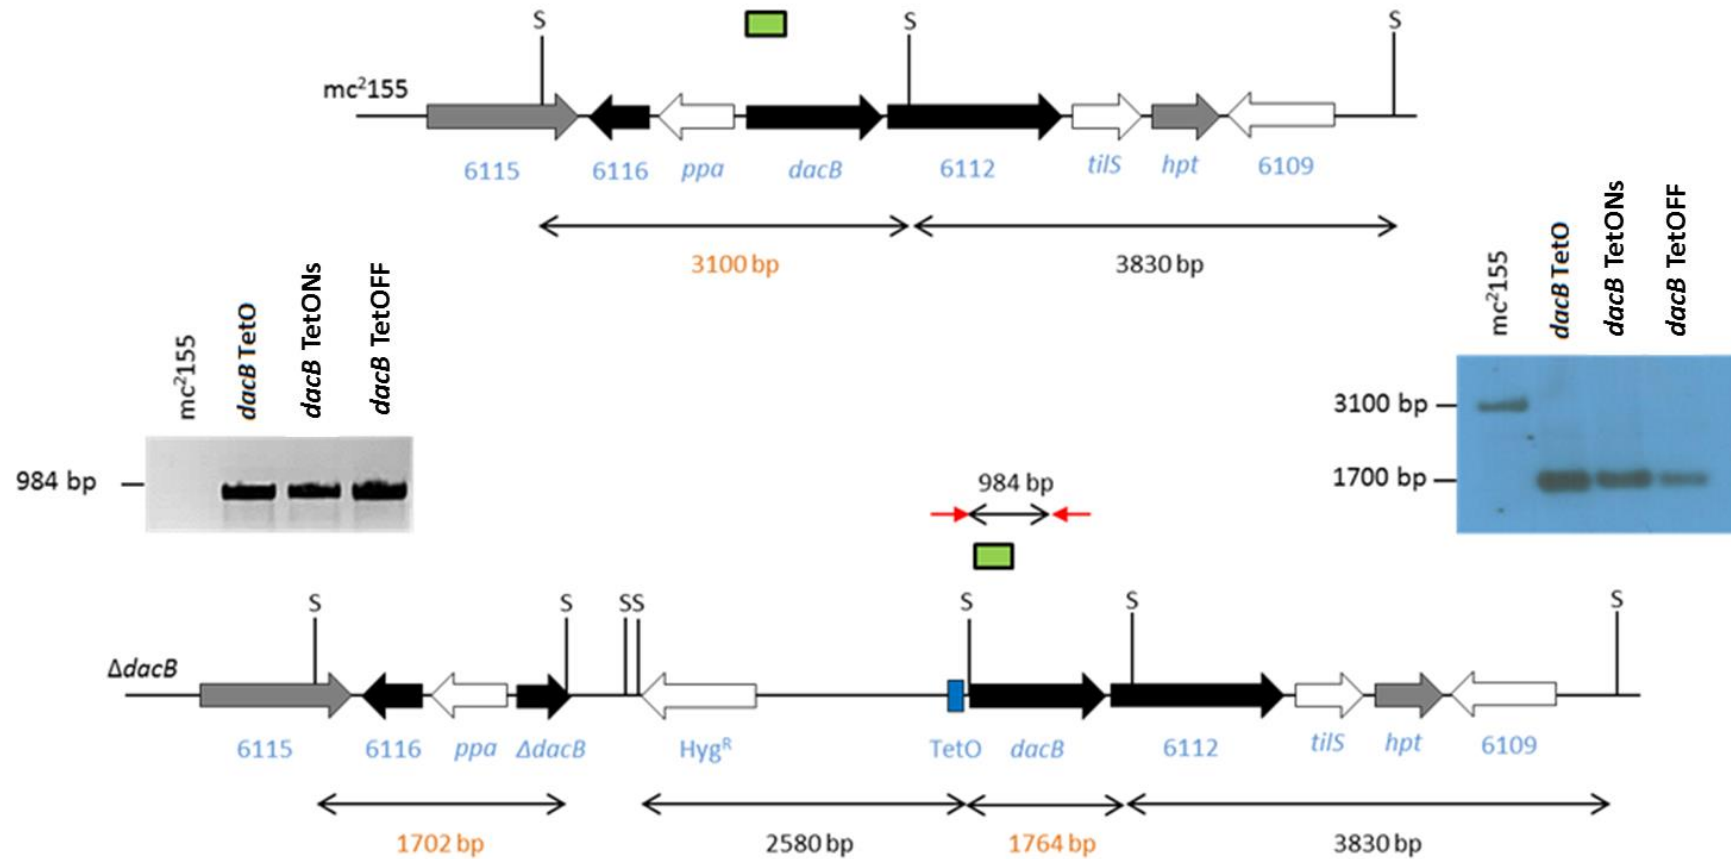 S S S
mc²155
6115 6116 ppa dacB 6112 tilS hpt 6109
3100 bp 3830 bp
mc²155
dacB TetO
dacB TetONs
dacB TetOFF
984 bp
mc²155
dacB TetO
dacB TetONs
dacB TetOFF
3100 bp
1700 bp
984 bp
S S SS S S S
ΔdacB
6115 6116 ppa ΔdacB Hygᴿ TetO dacB 6112 tilS hpt 6109
1702 bp 2580 bp 1764 bp 3830 bp